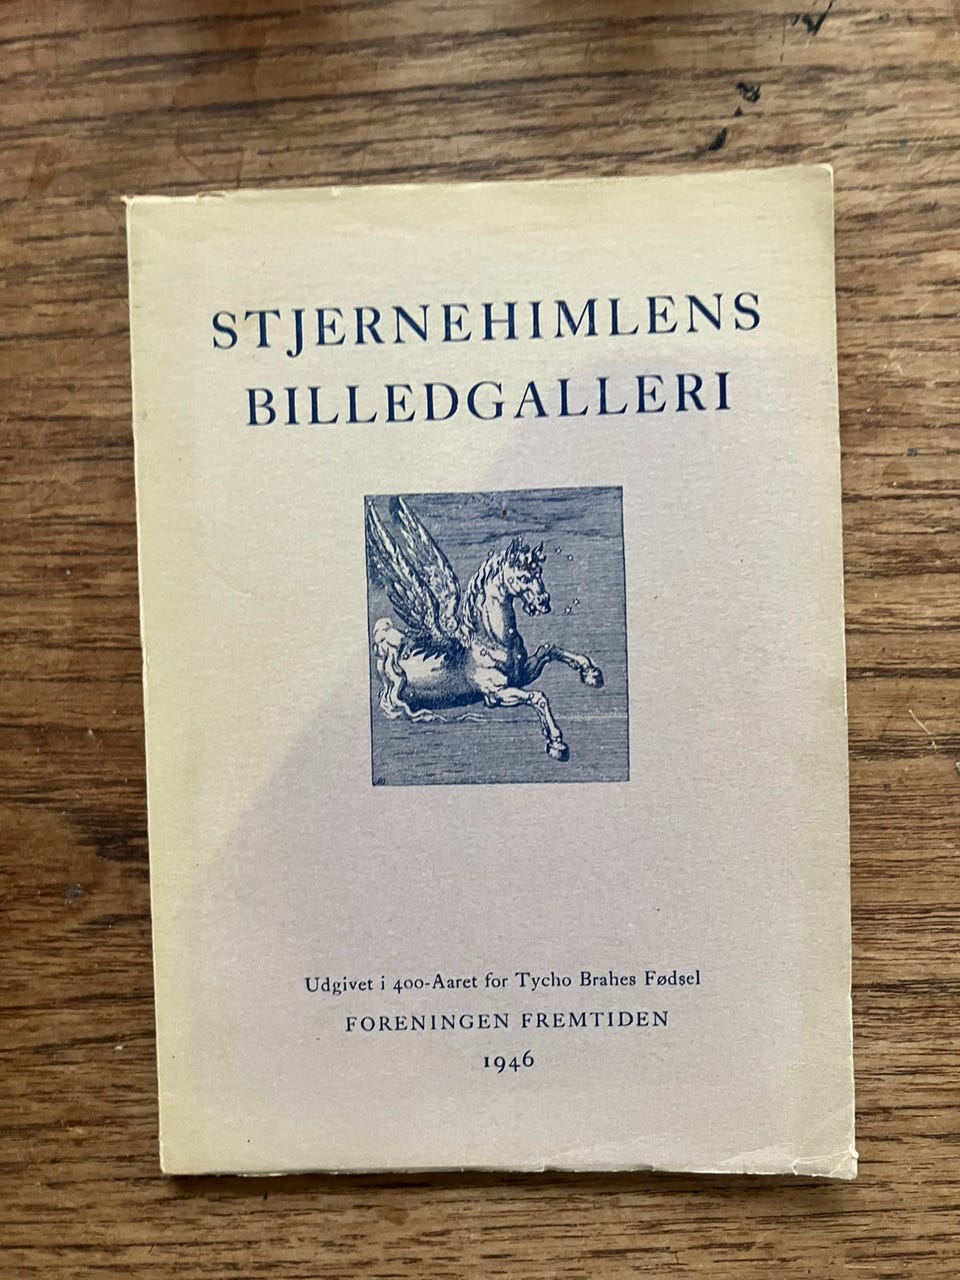 STJERNEHIMLENS
BILLEDGALLERI
Udgivet i 400-Aaret for Tycho Brahes Fødsel
FORENINGEN FREMTIDEN
1946